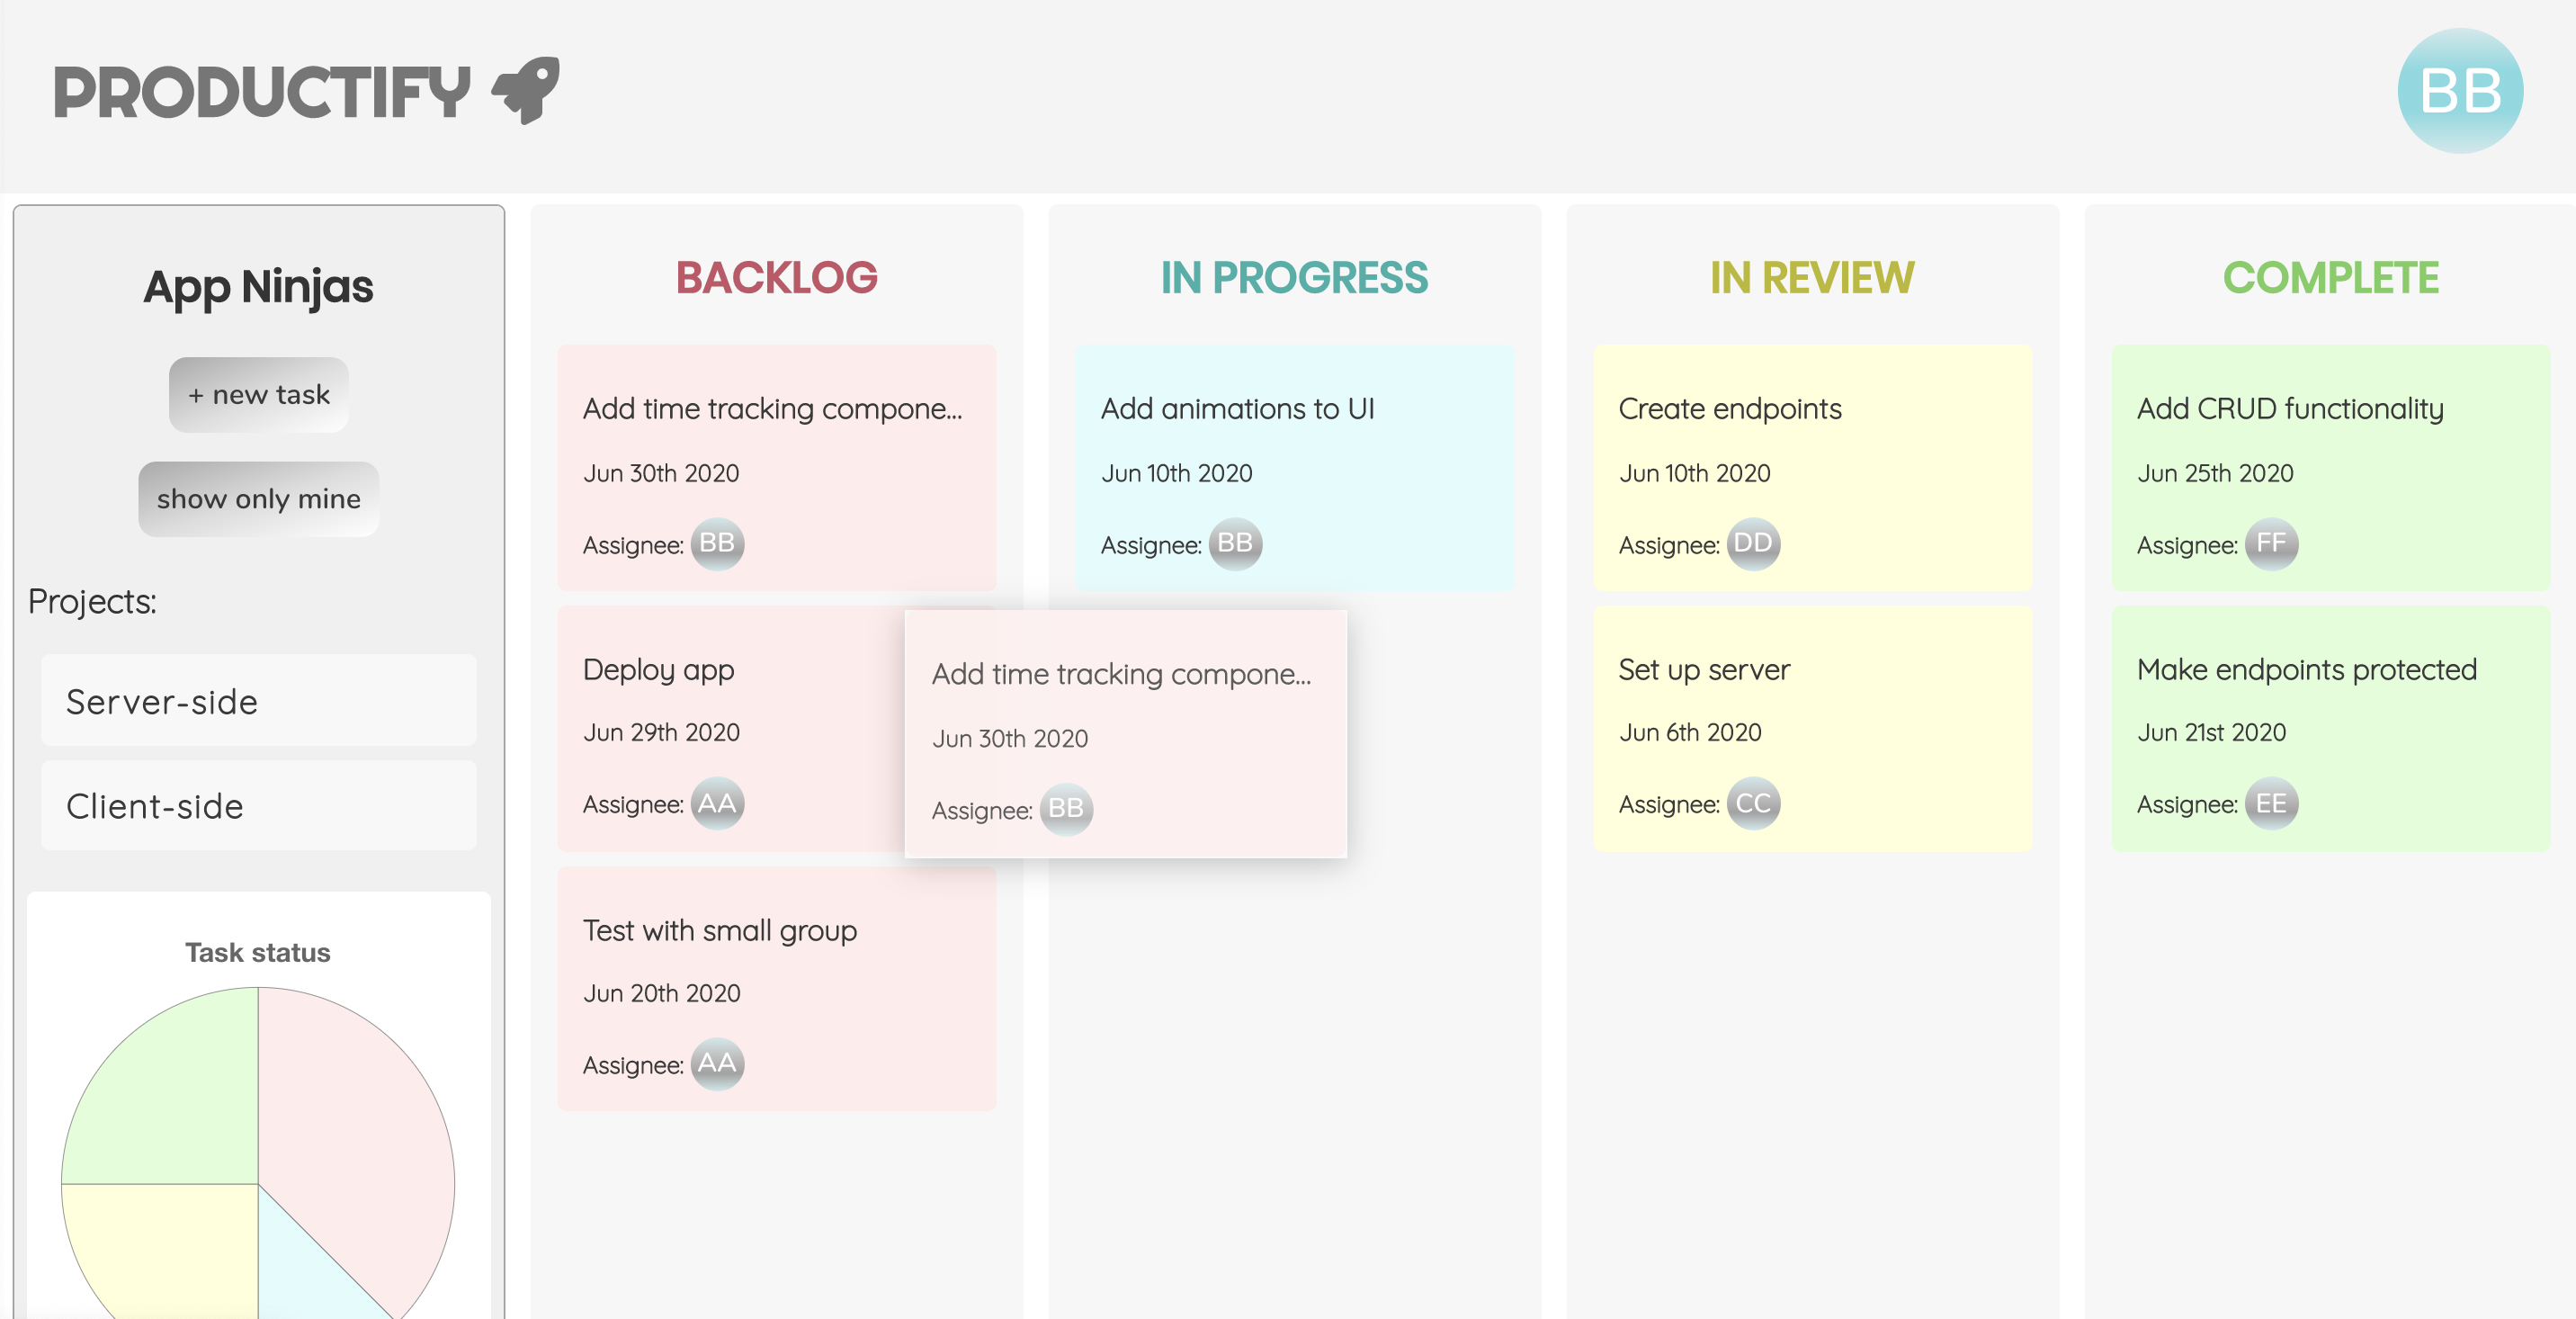 PRODUCTIFY
BB
App Ninjas
+ new task
show only mine
Projects:
Server-side
Client-side
Task status
BACKLOG
Add time tracking compone...
Jun 30th 2020
Assignee: BB
Deploy app
Jun 29th 2020
Assignee: AA
Test with small group
Jun 20th 2020
Assignee: AA
Add time tracking compone...
Jun 30th 2020
Assignee: BB
IN PROGRESS
Add animations to UI
Jun 10th 2020
Assignee: BB
IN REVIEW
Create endpoints
Jun 10th 2020
Assignee: DD
Set up server
Jun 6th 2020
Assignee: CC
COMPLETE
Add CRUD functionality
Jun 25th 2020
Assignee: FF
Make endpoints protected
Jun 21st 2020
Assignee: EE